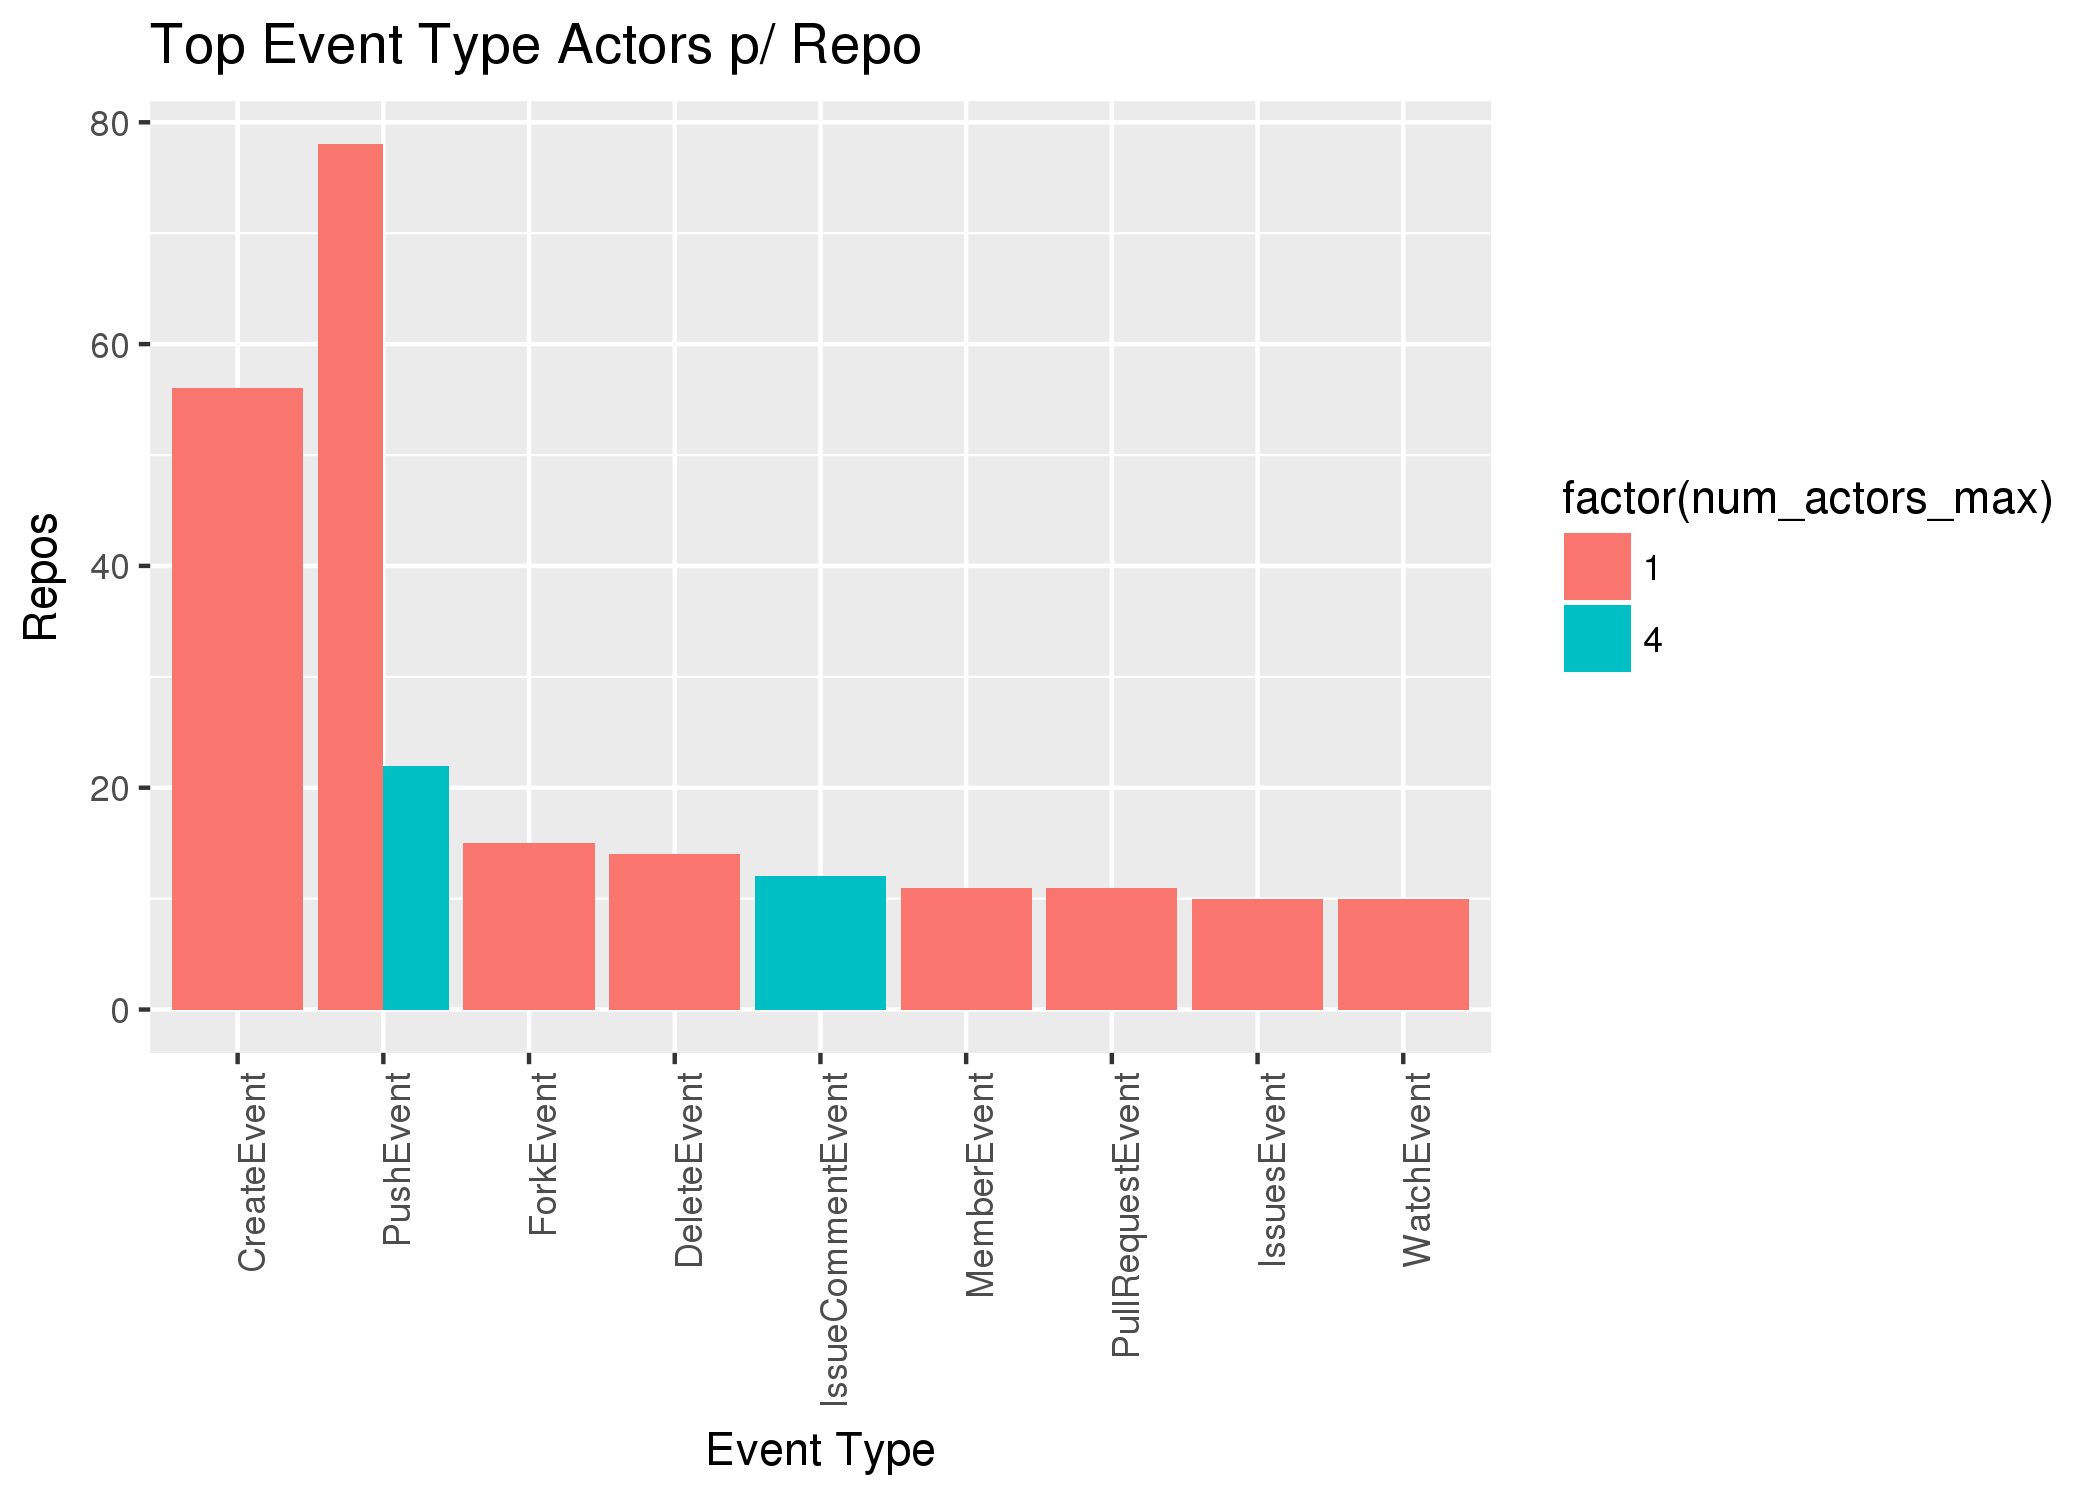 Top Event Type Actors p/ Repo
80
60
40
20
0
Repos
CreateEvent
PushEvent
ForkEvent
DeleteEvent
IssueCommentEvent
MemberEvent
PullRequestEvent
IssuesEvent
WatchEvent
Event Type
factor(num_actors_max)
1
4